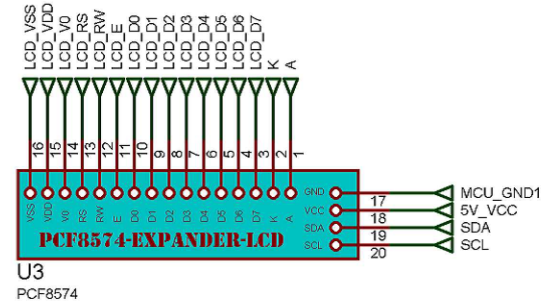 LCD_VSS
LCD_VDD
LCD_V0
LCD_RS
LCD_RW
LCD_E
LCD_D0
LCD_D1
LCD_D2
LCD_D3
LCD_D4
LCD_D5
LCD_D6
LCD_D7
K
A
16
15
14
13
12
11
10
9
8
7
6
5
4
3
2
1
VSS
VDD
V0
RS
RW
E
D0
D1
D2
D3
D4
D5
D6
D7
K
A
GND 17 MCU_GND1
VCC 18 5V_VCC
SDA 19 SDA
SCL 20 SCL
PCF8574-EXPANDER-LCD
U3
PCF8574